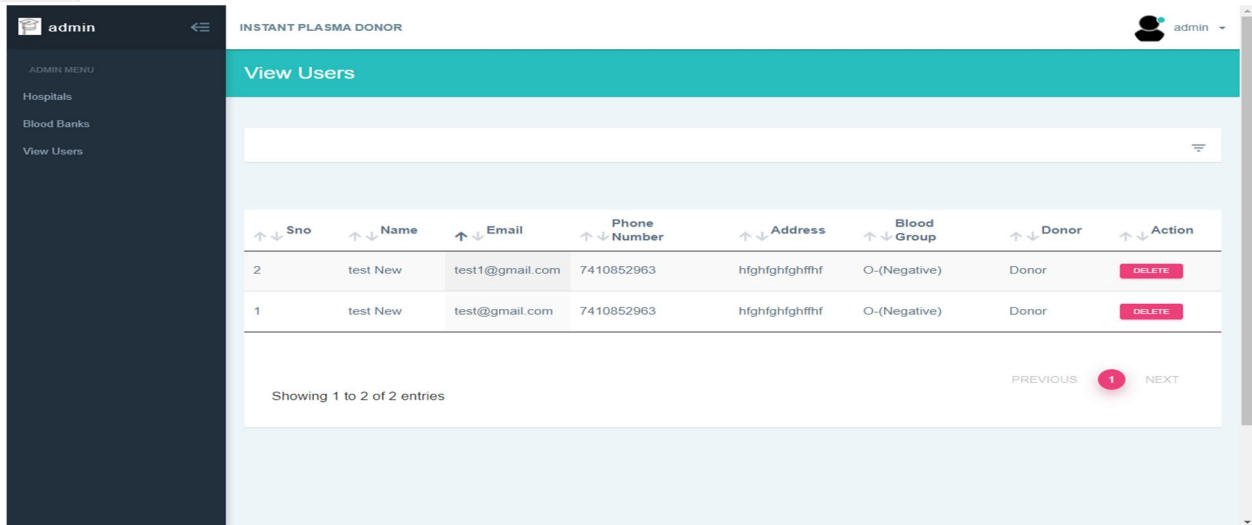 admin
INSTANT PLASMA DONOR
admin
ADMIN MENU
Hospitals
Blood Banks
View Users
View Users
Sno Name Email Phone Number Address Blood Group Donor Action
2 test New test1@gmail.com 7410852963 hfghfghfghffhf O-(Negative) Donor DELETE
1 test New test@gmail.com 7410852963 hfghfghfghffhf O-(Negative) Donor DELETE
PREVIOUS 1 NEXT
Showing 1 to 2 of 2 entries